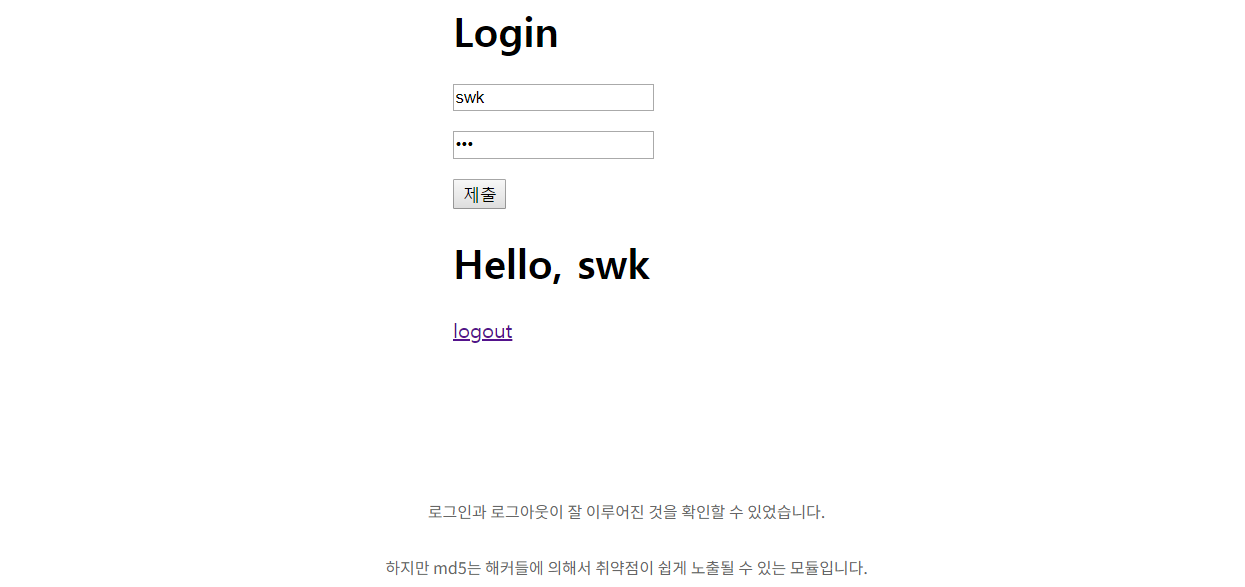 Login
swk
•••
제출
Hello, swk
logout
로그인과 로그아웃이 잘 이루어진 것을 확인할 수 있었습니다.
하지만 md5는 해커들에 의해서 취약점이 쉽게 노출될 수 있는 모듈입니다.